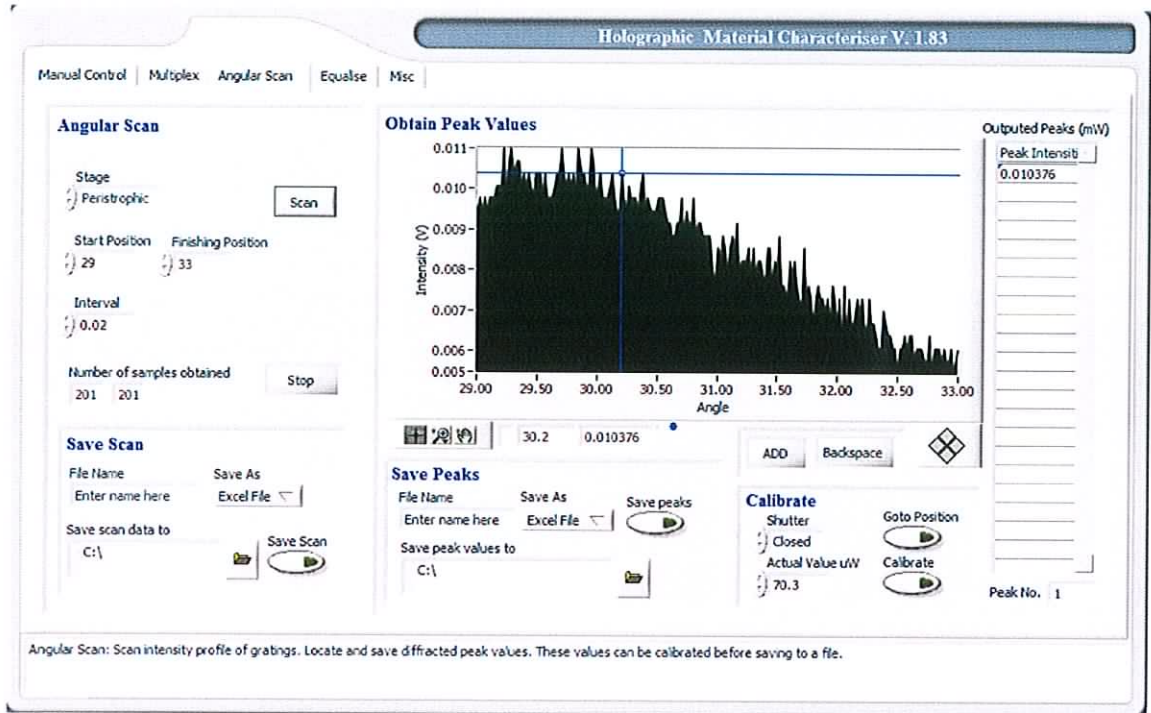 Holographic Material Characteriser V. 1.83
Manual Control Multiplex Angular Scan Equalise Misc
Angular Scan
Stage
Peristrophic
Scan
Start Position Finishing Position
29 33
Interval
0.02
Number of samples obtained
201 201
Stop
Save Scan
File Name Save As
Enter name here Excel File
Save scan data to
C:\
Save Scan
Obtain Peak Values
Intensity (V)
0.011
0.010
0.009
0.008
0.007
0.006
0.005
29.00 29.50 30.00 30.50 31.00 31.50 32.00 32.50 33.00
Angle
30.2 0.010376
ADD Backspace
Save Peaks
File Name Save As
Enter name here Excel File
Save peaks
Save peak values to
C:\
Calibrate
Shutter
Closed
Goto Position
Actual Value uW
70.3
Calibrate
Outputed Peaks (mW)
Peak Intensiti
0.010376
Peak No. 1
Angular Scan: Scan intensity profile of gratings. Locate and save diffracted peak values. These values can be calibrated before saving to a file.